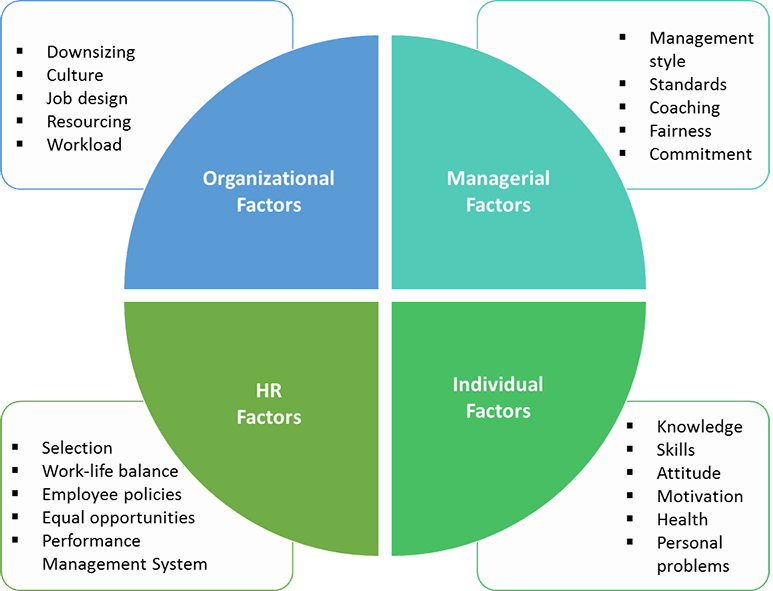 ▪ Downsizing
▪ Culture
▪ Job design
▪ Resourcing
▪ Workload
▪ Management
style
▪ Standards
▪ Coaching
▪ Fairness
▪ Commitment
Organizational
Factors
Managerial
Factors
HR
Factors
Individual
Factors
▪ Selection
▪ Work-life balance
▪ Employee policies
▪ Equal opportunities
▪ Performance
Management System
▪ Knowledge
▪ Skills
▪ Attitude
▪ Motivation
▪ Health
▪ Personal
problems